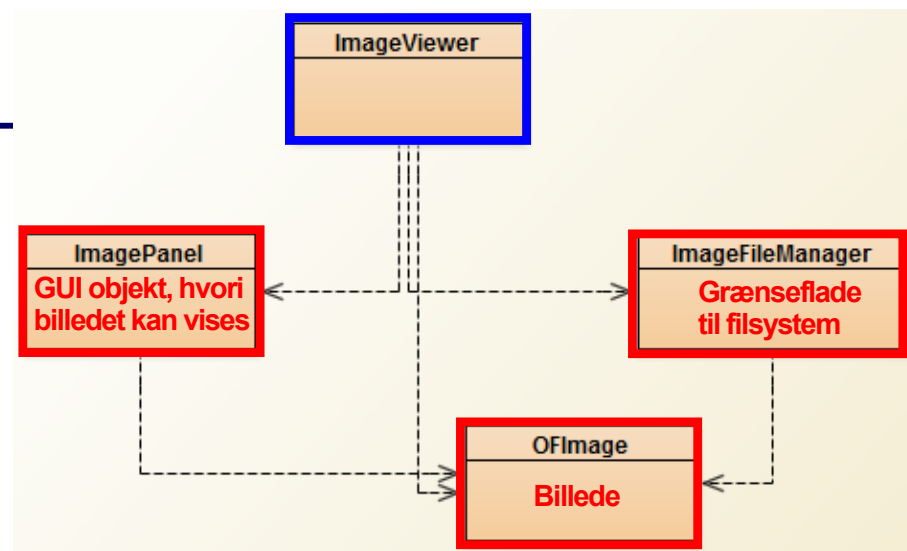 ImageViewer
ImagePanel
GUI objekt, hvori
billedet kan vises
ImageFileManager
Grænseflade
til filsystem
OFImage
Billede